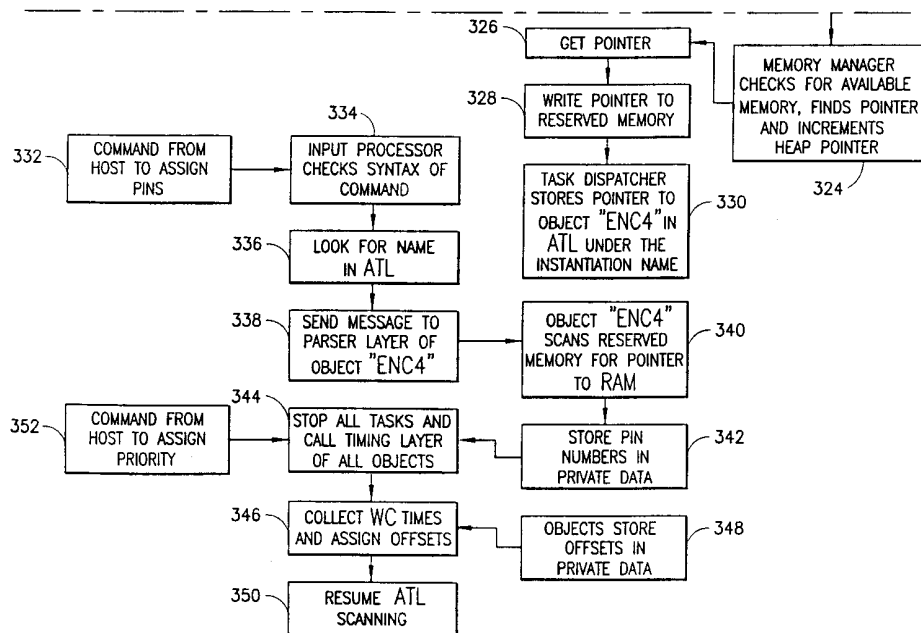 326
GET POINTER
MEMORY MANAGER
CHECKS FOR AVAILABLE
MEMORY, FINDS POINTER
AND INCREMENTS
HEAP POINTER
324
328
WRITE POINTER TO
RESERVED MEMORY
TASK DISPATCHER
STORES POINTER TO
OBJECT "ENC4" IN
ATL UNDER THE
INSTANTIATION NAME
330
332
COMMAND FROM
HOST TO ASSIGN
PINS
334
INPUT PROCESSOR
CHECKS SYNTAX OF
COMMAND
336
LOOK FOR NAME
IN ATL
338
SEND MESSAGE TO
PARSER LAYER OF
OBJECT "ENC4"
OBJECT "ENC4"
SCANS RESERVED
MEMORY FOR POINTER
TO RAM
340
352
COMMAND FROM
HOST TO ASSIGN
PRIORITY
344
STOP ALL TASKS AND
CALL TIMING LAYER
OF ALL OBJECTS
STORE PIN
NUMBERS IN
PRIVATE DATA
342
346
COLLECT WC TIMES
AND ASSIGN OFFSETS
OBJECTS STORE
OFFSETS IN
PRIVATE DATA
348
350
RESUME ATL
SCANNING